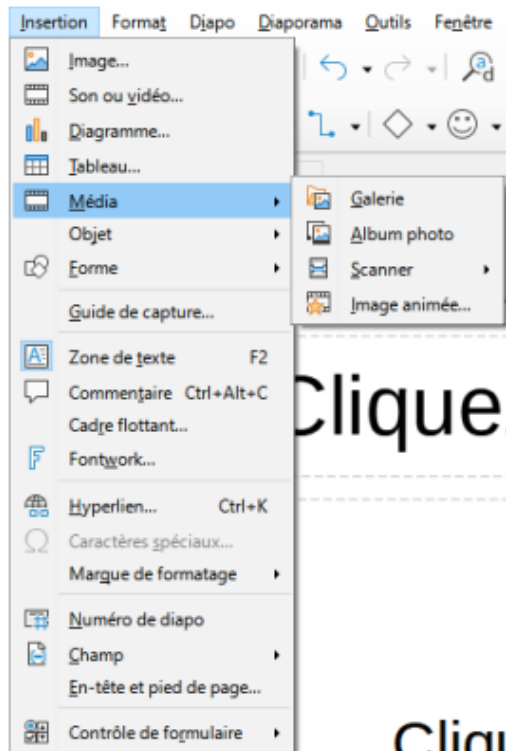 Insertion Format Diapo Diaporama Outils Fenêtre
Image...
Son ou vidéo...
Diagramme...
Tableau...
Média
Galerie
Album photo
Scanner
Image animée...
Objet
Forme
Guide de capture...
Zone de texte F2
Commentaire Ctrl+Alt+C
Cadre flottant...
Fontwork...
Hyperlien... Ctrl+K
Caractères spéciaux...
Marque de formatage
Numéro de diapo
Champ
En-tête et pied de page...
Contrôle de formulaire
Clique
Cliqu